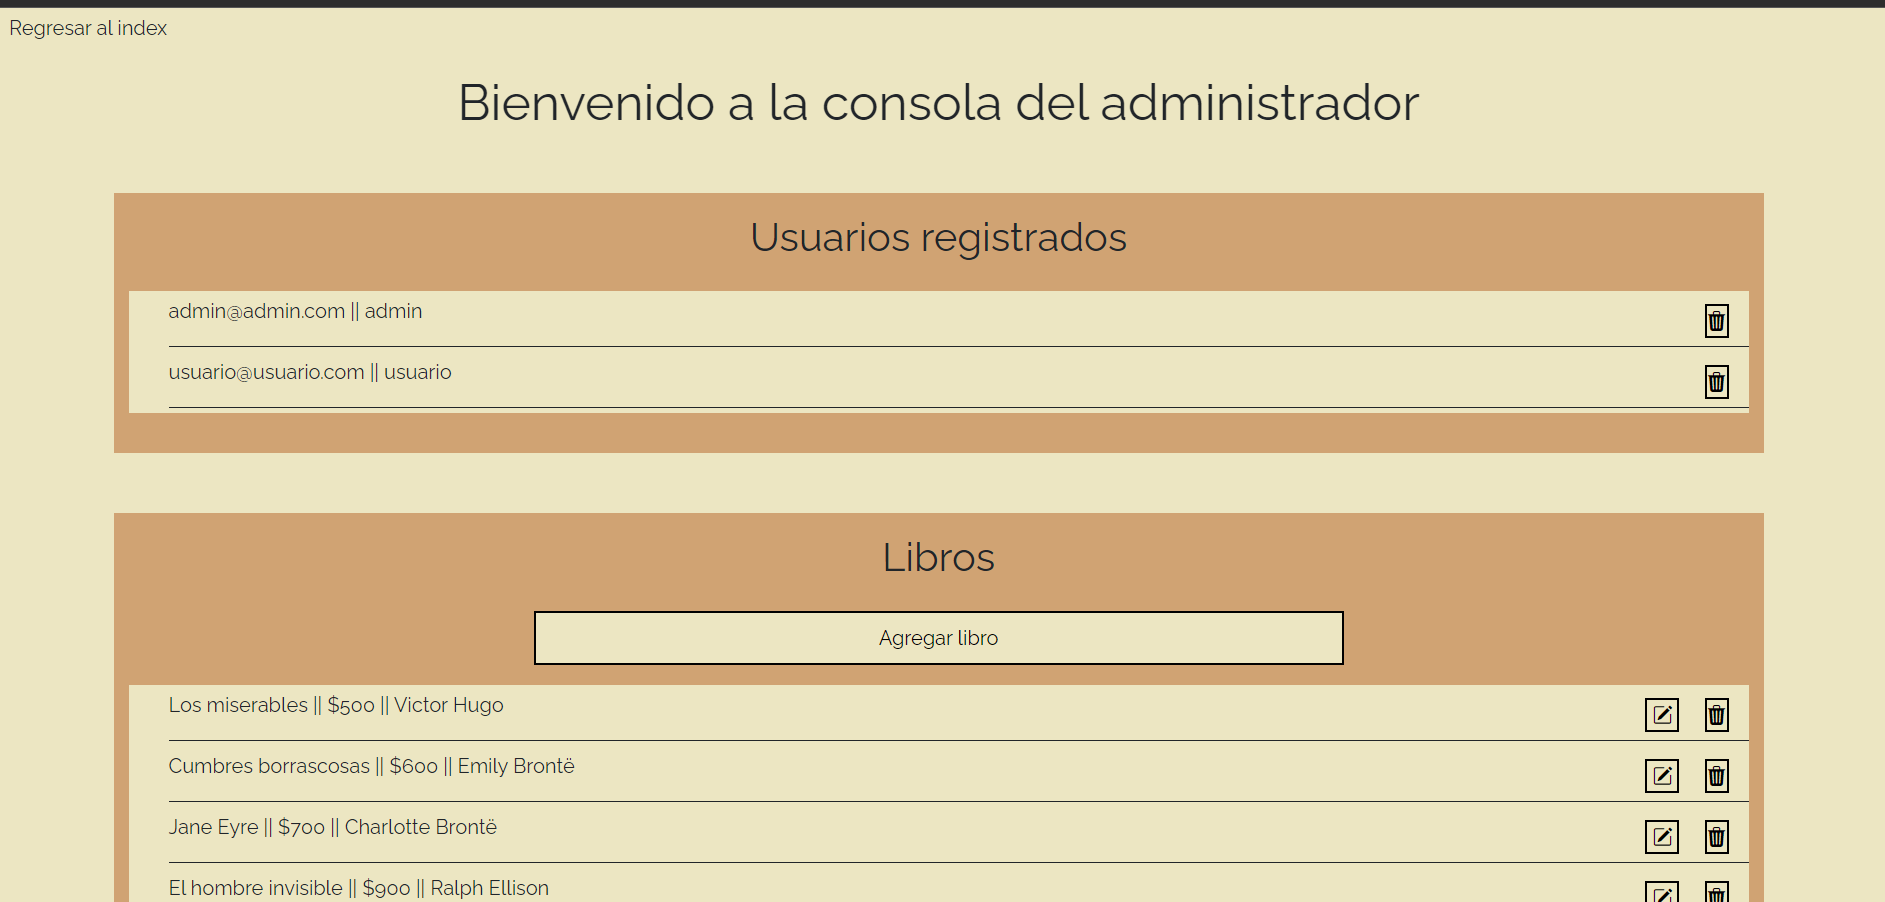 Regresar al index
Bienvenido a la consola del administrador
Usuarios registrados
admin@admin.com || admin
usuario@usuario.com || usuario
Libros
Agregar libro
Los miserables || $500 || Victor Hugo
Cumbres borrascosas || $600 || Emily Brontë
Jane Eyre || $700 || Charlotte Brontë
El hombre invisible || $900 || Ralph Ellison